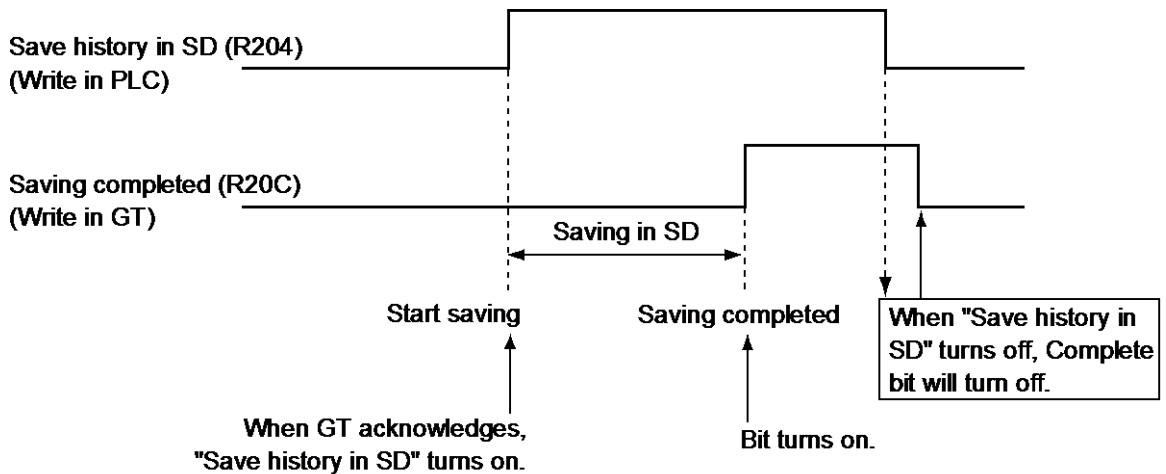 Save history in SD (R204)
(Write in PLC)
Saving completed (R20C)
(Write in GT)
Saving in SD
Start saving
Saving completed
When "Save history in
SD" turns off, Complete
bit will turn off.
When GT acknowledges,
"Save history in SD" turns on.
Bit turns on.